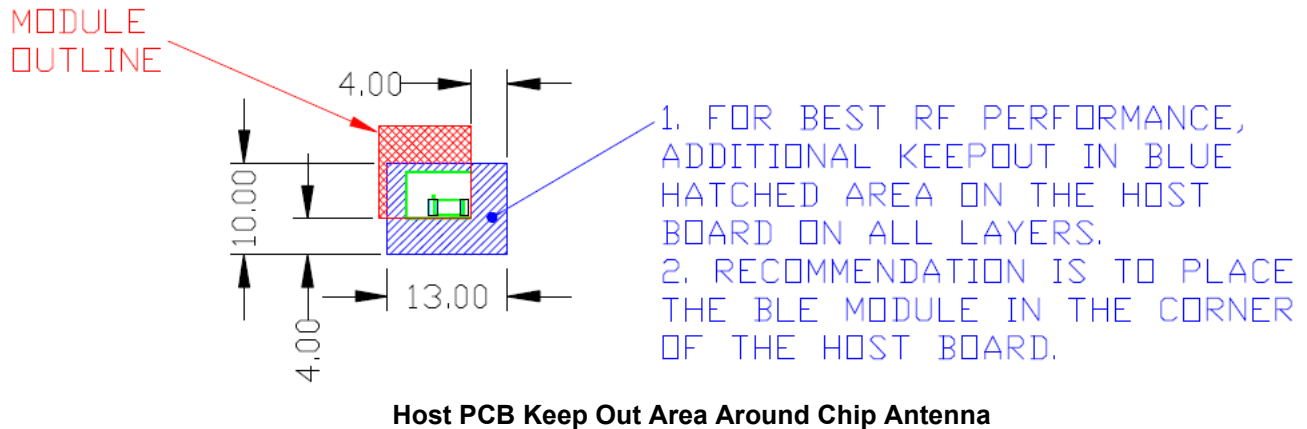 MODULE
OUTLINE
4.00
10.00
4.00
13.00
1. FOR BEST RF PERFORMANCE,
ADDITIONAL KEEPOUT IN BLUE
HATCHED AREA ON THE HOST
BOARD ON ALL LAYERS.
2. RECOMMENDATION IS TO PLACE
THE BLE MODULE IN THE CORNER
OF THE HOST BOARD.
Host PCB Keep Out Area Around Chip Antenna